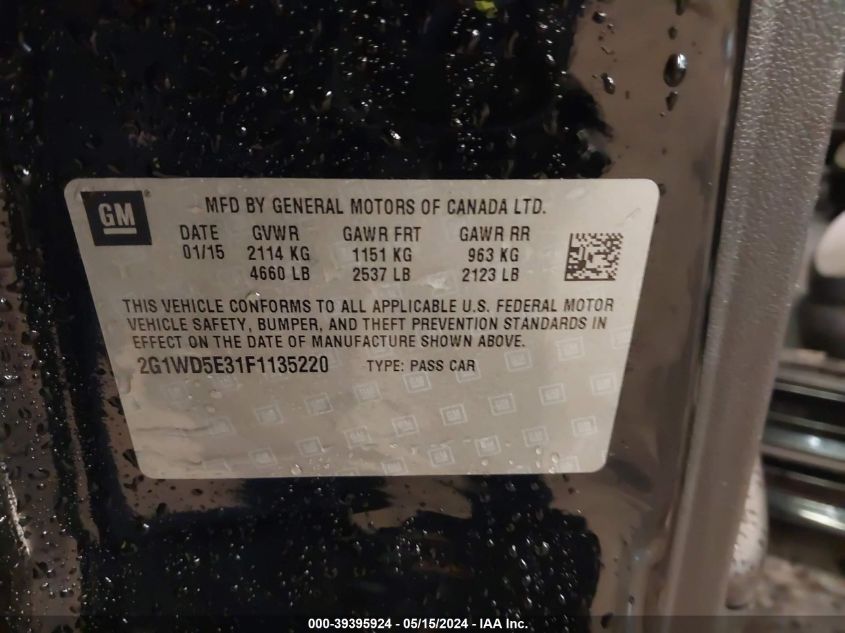 GM
MFD BY GENERAL MOTORS OF CANADA LTD.
DATE GVWR GAWR FRT GAWR RR
01/15 2114 KG 1151 KG 963 KG
4660 LB 2537 LB 2123 LB
THIS VEHICLE CONFORMS TO ALL APPLICABLE U.S. FEDERAL MOTOR
VEHICLE SAFETY, BUMPER, AND THEFT PREVENTION STANDARDS IN
EFFECT ON THE DATE OF MANUFACTURE SHOWN ABOVE.
2G1WD5E31F1135220 TYPE: PASS CAR
000-39395924 - 05/15/2024 - IAA Inc.